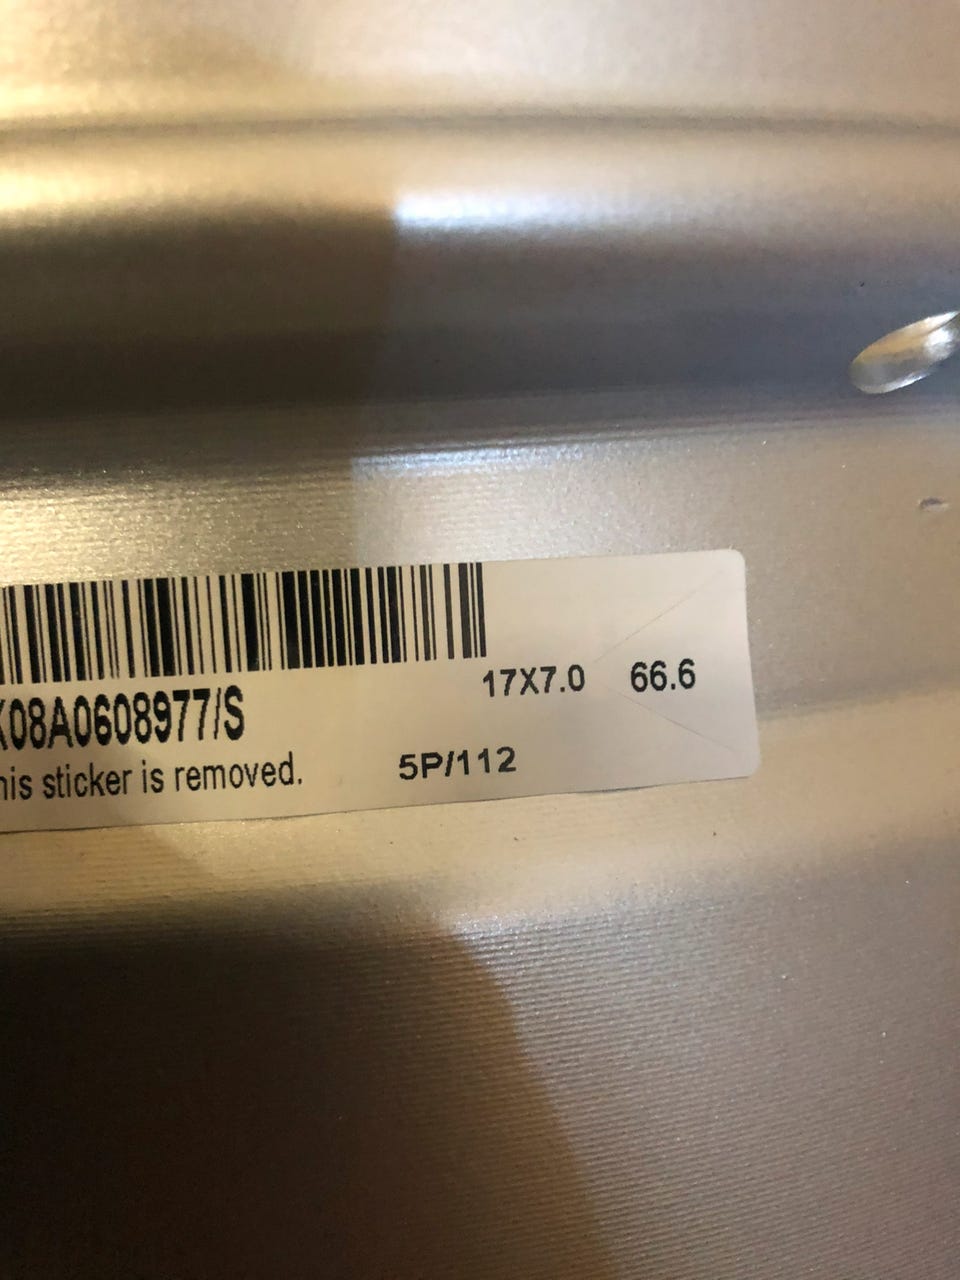 17X7.0 66.6
X08A0608977/S
his sticker is removed. 5P/112